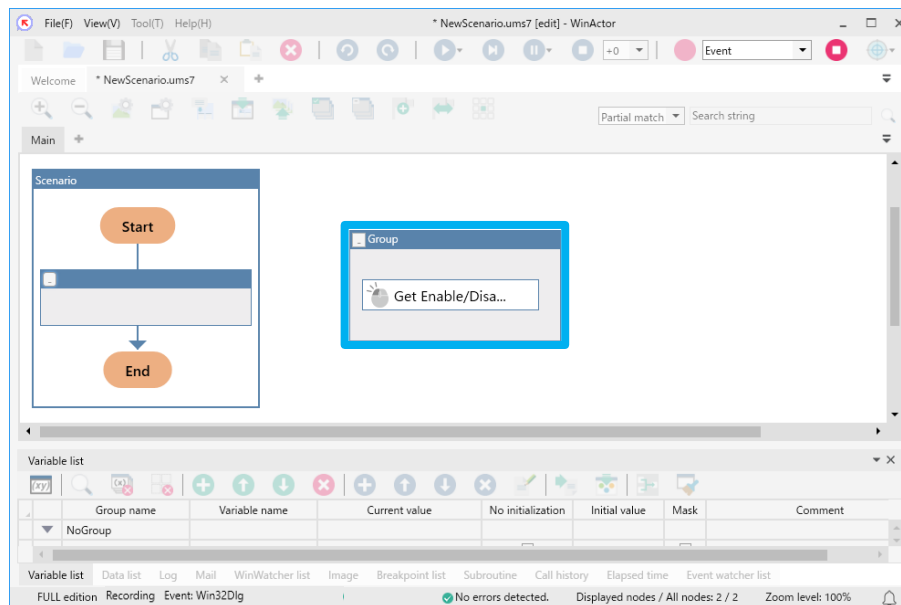 File(F) View(V) Tool(T) Help(H) * NewScenario.ums7 [edit] - WinActor
+0 Event
Welcome * NewScenario.ums7
Partial match Search string
Main
Scenario
Start
Group
Get Enable/Disa...
End
Variable list
(xy) (x)
Group name Variable name Current value No initialization Initial value Mask Comment
NoGroup
Variable list Data list Log Mail WinWatcher list Image Breakpoint list Subroutine Call history Elapsed time Event watcher list
FULL edition Recording Event: Win32Dlg No errors detected. Displayed nodes / All nodes: 2 / 2 Zoom level: 100%